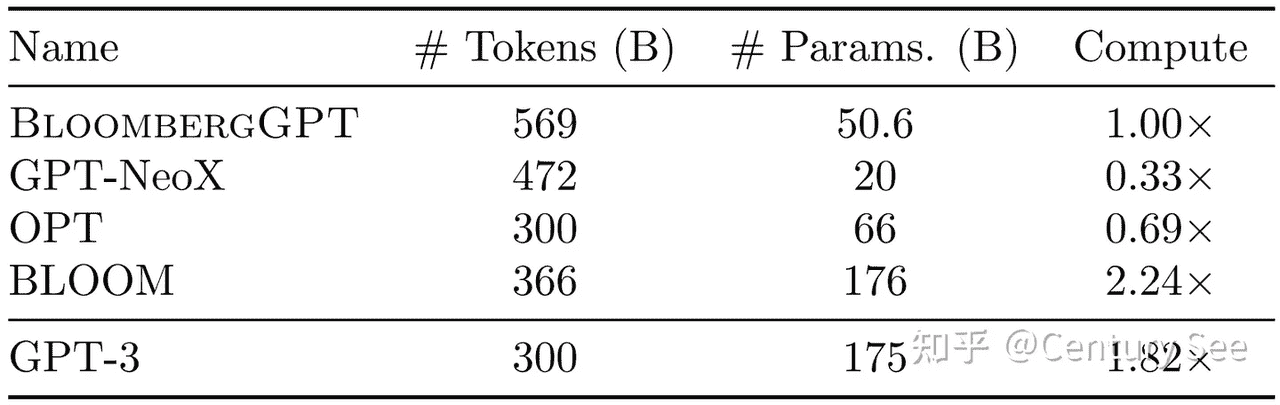 Name # Tokens (B) # Params. (B) Compute
BLOOMBERGGPT 569 50.6 1.00×
GPT-NeoX 472 20 0.33×
OPT 300 66 0.69×
BLOOM 366 176 2.24×
GPT-3 300 175 1.82×
知乎 @Century See